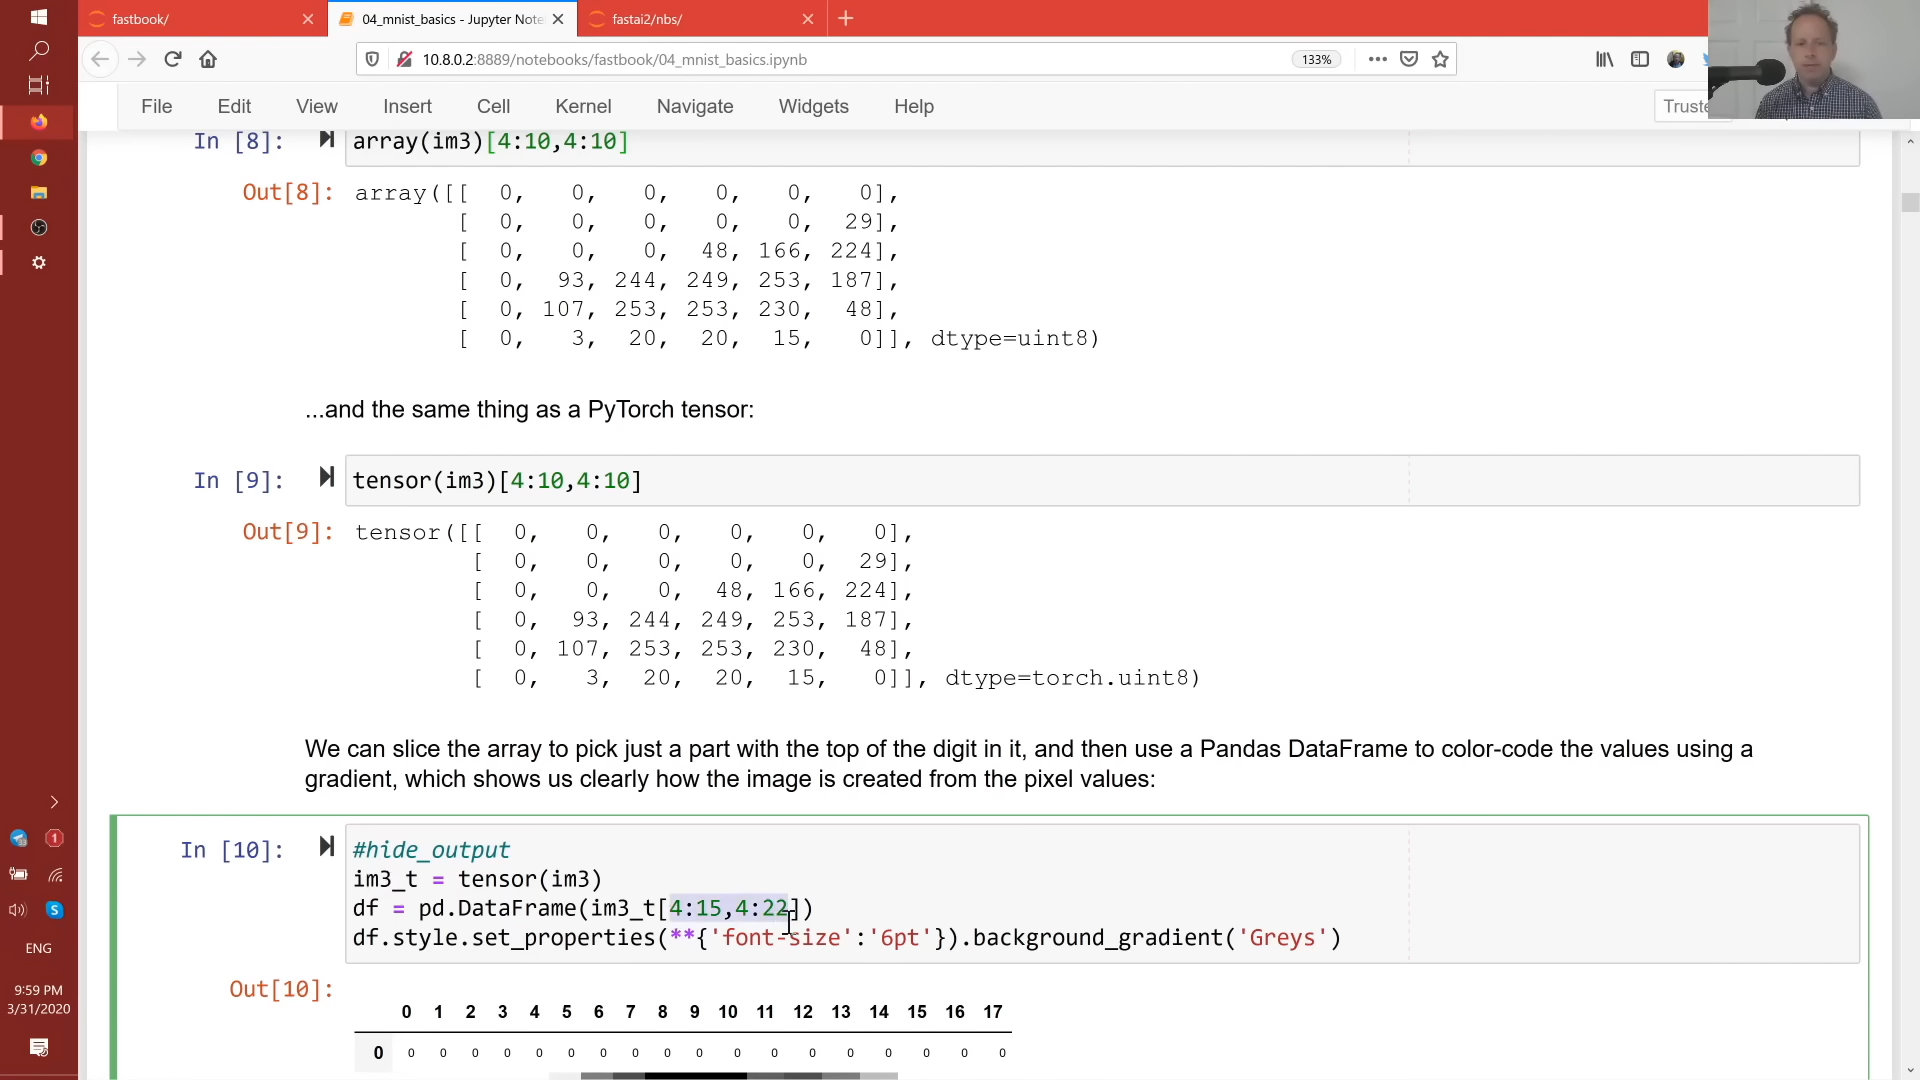 fastbook/
04_mnist_basics - Jupyter Note
fastai2/nbs/
10.8.0.2:8889/notebooks/fastbook/04_mnist_basics.ipynb
133%
File Edit View Insert Cell Kernel Navigate Widgets Help
Truste
In [8]: array(im3)[4:10,4:10]
Out[8]: array([[ 0, 0, 0, 0, 0, 0],
[ 0, 0, 0, 0, 0, 29],
[ 0, 0, 0, 48, 166, 224],
[ 0, 93, 244, 249, 253, 187],
[ 0, 107, 253, 253, 230, 48],
[ 0, 3, 20, 20, 15, 0]], dtype=uint8)
...and the same thing as a PyTorch tensor:
In [9]: tensor(im3)[4:10,4:10]
Out[9]: tensor([[ 0, 0, 0, 0, 0, 0],
[ 0, 0, 0, 0, 0, 29],
[ 0, 0, 0, 48, 166, 224],
[ 0, 93, 244, 249, 253, 187],
[ 0, 107, 253, 253, 230, 48],
[ 0, 3, 20, 20, 15, 0]], dtype=torch.uint8)
We can slice the array to pick just a part with the top of the digit in it, and then use a Pandas DataFrame to color-code the values using a
gradient, which shows us clearly how the image is created from the pixel values:
In [10]: #hide_output
im3_t = tensor(im3)
df = pd.DataFrame(im3_t[4:15,4:22])
df.style.set_properties(**{'font-size':'6pt'}).background_gradient('Greys')
Out[10]:
0 1 2 3 4 5 6 7 8 9 10 11 12 13 14 15 16 17
0 0 0 0 0 0 0 0 0 0 0 0 0 0 0 0 0 0 0
1
ENG
9:59 PM
3/31/2020